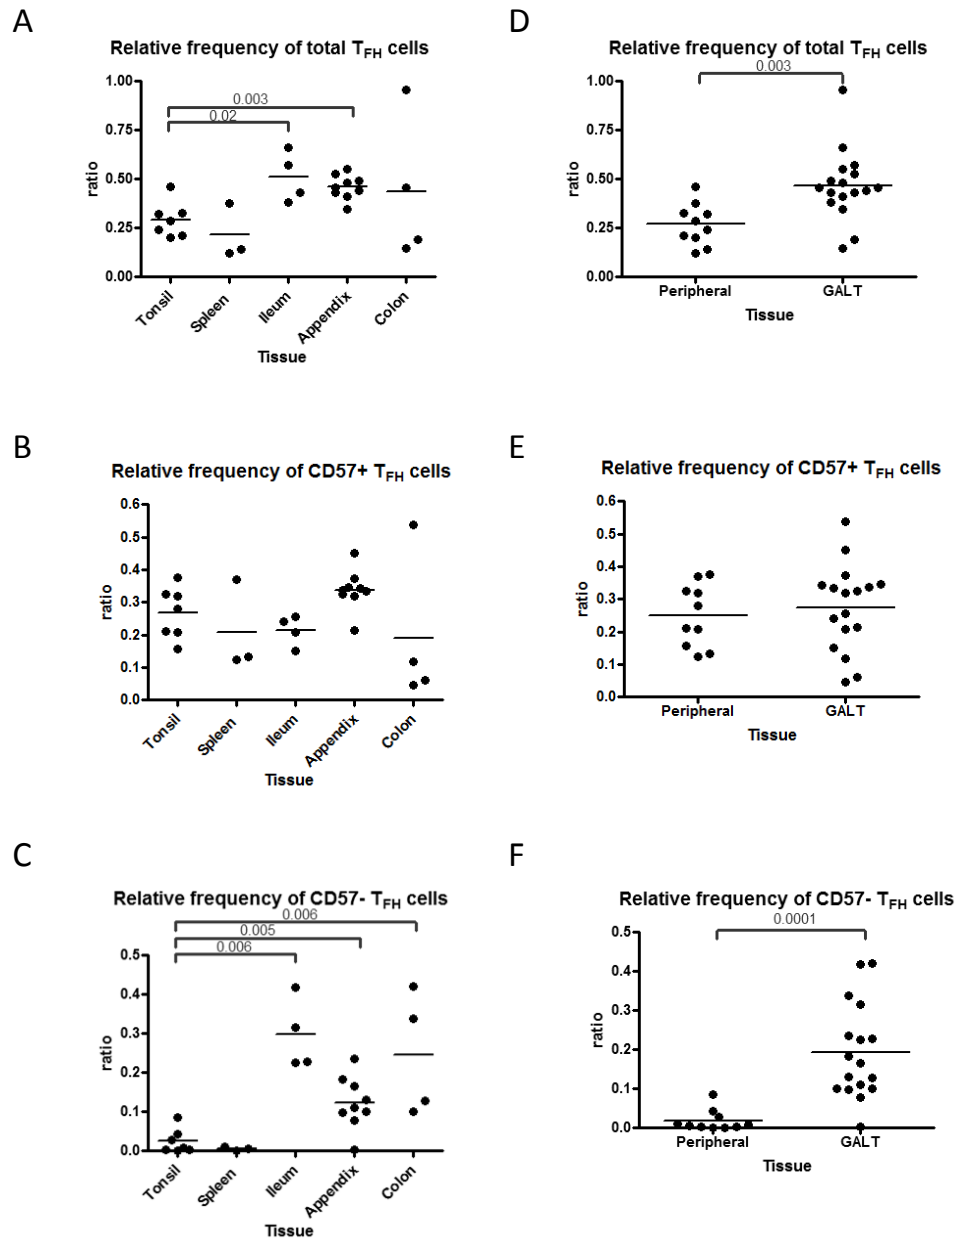 A
Relative frequency of total TFH cells
0.003
0.02
1.00
0.75
0.50
0.25
0.00
ratio
Tonsil
Spleen
Ileum
Appendix
Colon
Tissue
D
Relative frequency of total TFH cells
0.003
1.00
0.75
0.50
0.25
0.00
ratio
Peripheral
GALT
Tissue
B
Relative frequency of CD57+ TFH cells
0.6
0.5
0.4
0.3
0.2
0.1
0.0
ratio
Tonsil
Spleen
Ileum
Appendix
Colon
Tissue
E
Relative frequency of CD57+ TFH cells
0.6
0.5
0.4
0.3
0.2
0.1
0.0
ratio
Peripheral
GALT
Tissue
C
Relative frequency of CD57- TFH cells
0.006
0.005
0.006
0.5
0.4
0.3
0.2
0.1
0.0
ratio
Tonsil
Spleen
Ileum
Appendix
Colon
Tissue
F
Relative frequency of CD57- TFH cells
0.0001
0.5
0.4
0.3
0.2
0.1
0.0
ratio
Peripheral
GALT
Tissue